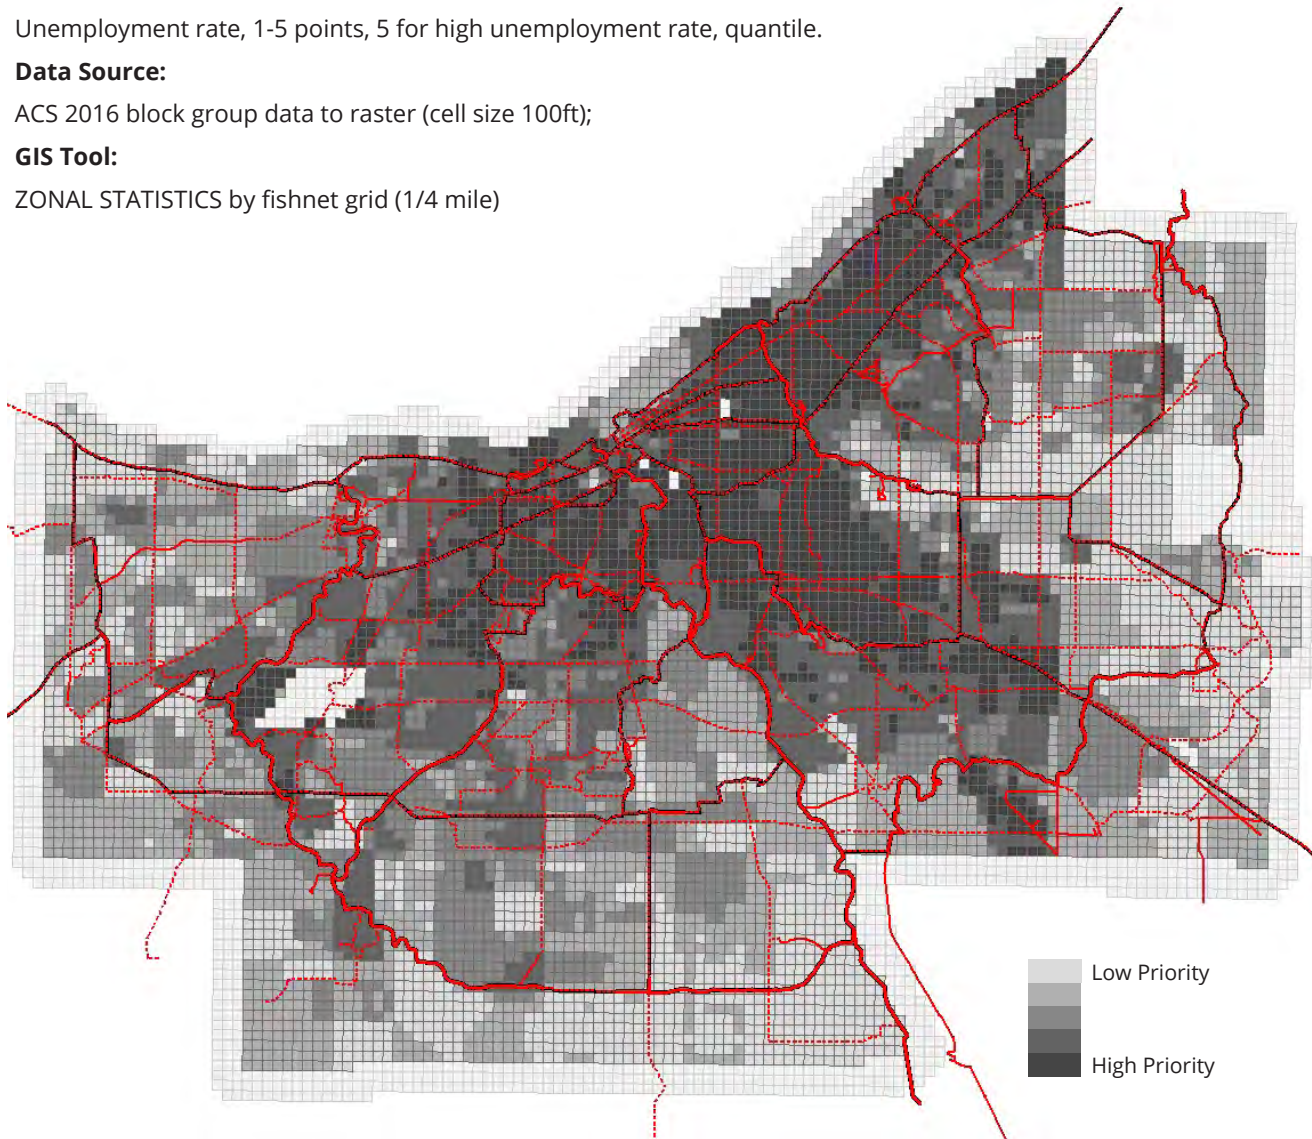 Unemployment rate, 1-5 points, 5 for high unemployment rate, quantile.
Data Source:
ACS 2016 block group data to raster (cell size 100ft);
GIS Tool:
ZONAL STATISTICS by fishnet grid (1/4 mile)
Low Priority
High Priority